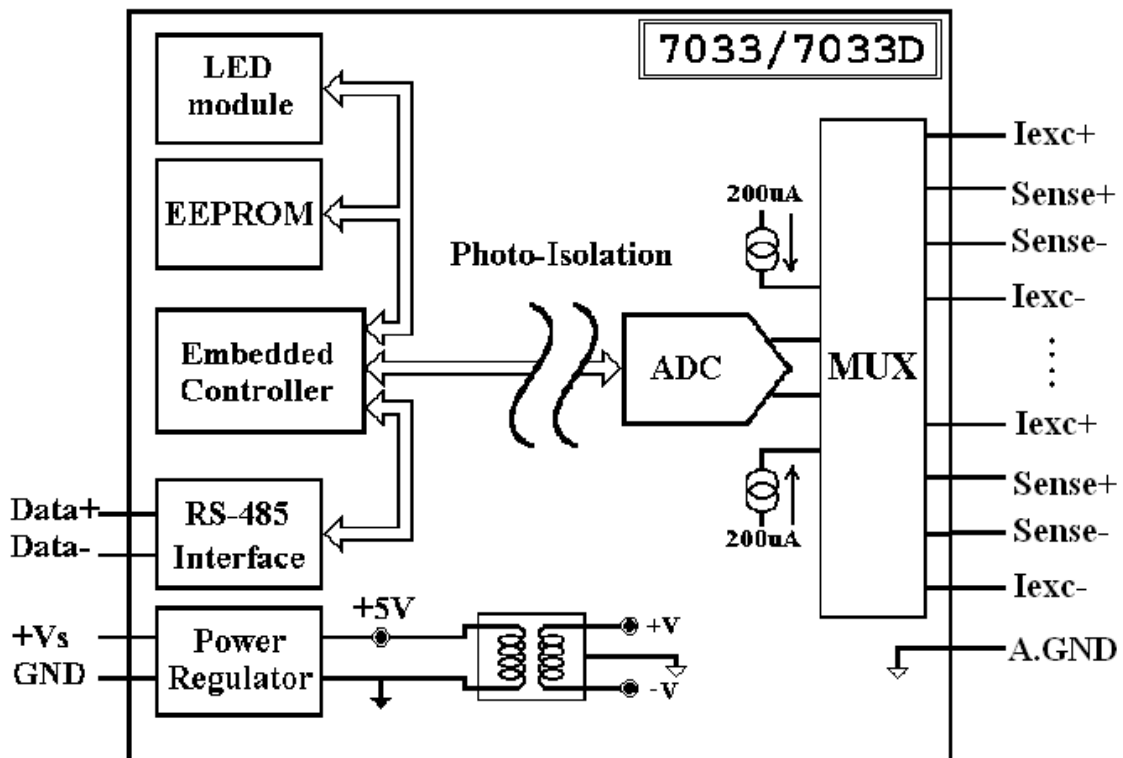 7033/7033D
LED
module
EEPROM
Embedded
Controller
Photo-Isolation
ADC
200uA
200uA
MUX
Iexc+
Sense+
Sense-
Iexc-
Iexc+
Sense+
Sense-
Iexc-
A.GND
Data+
Data-
RS-485
Interface
+Vs
GND
Power
Regulator
+5V
+V
-V